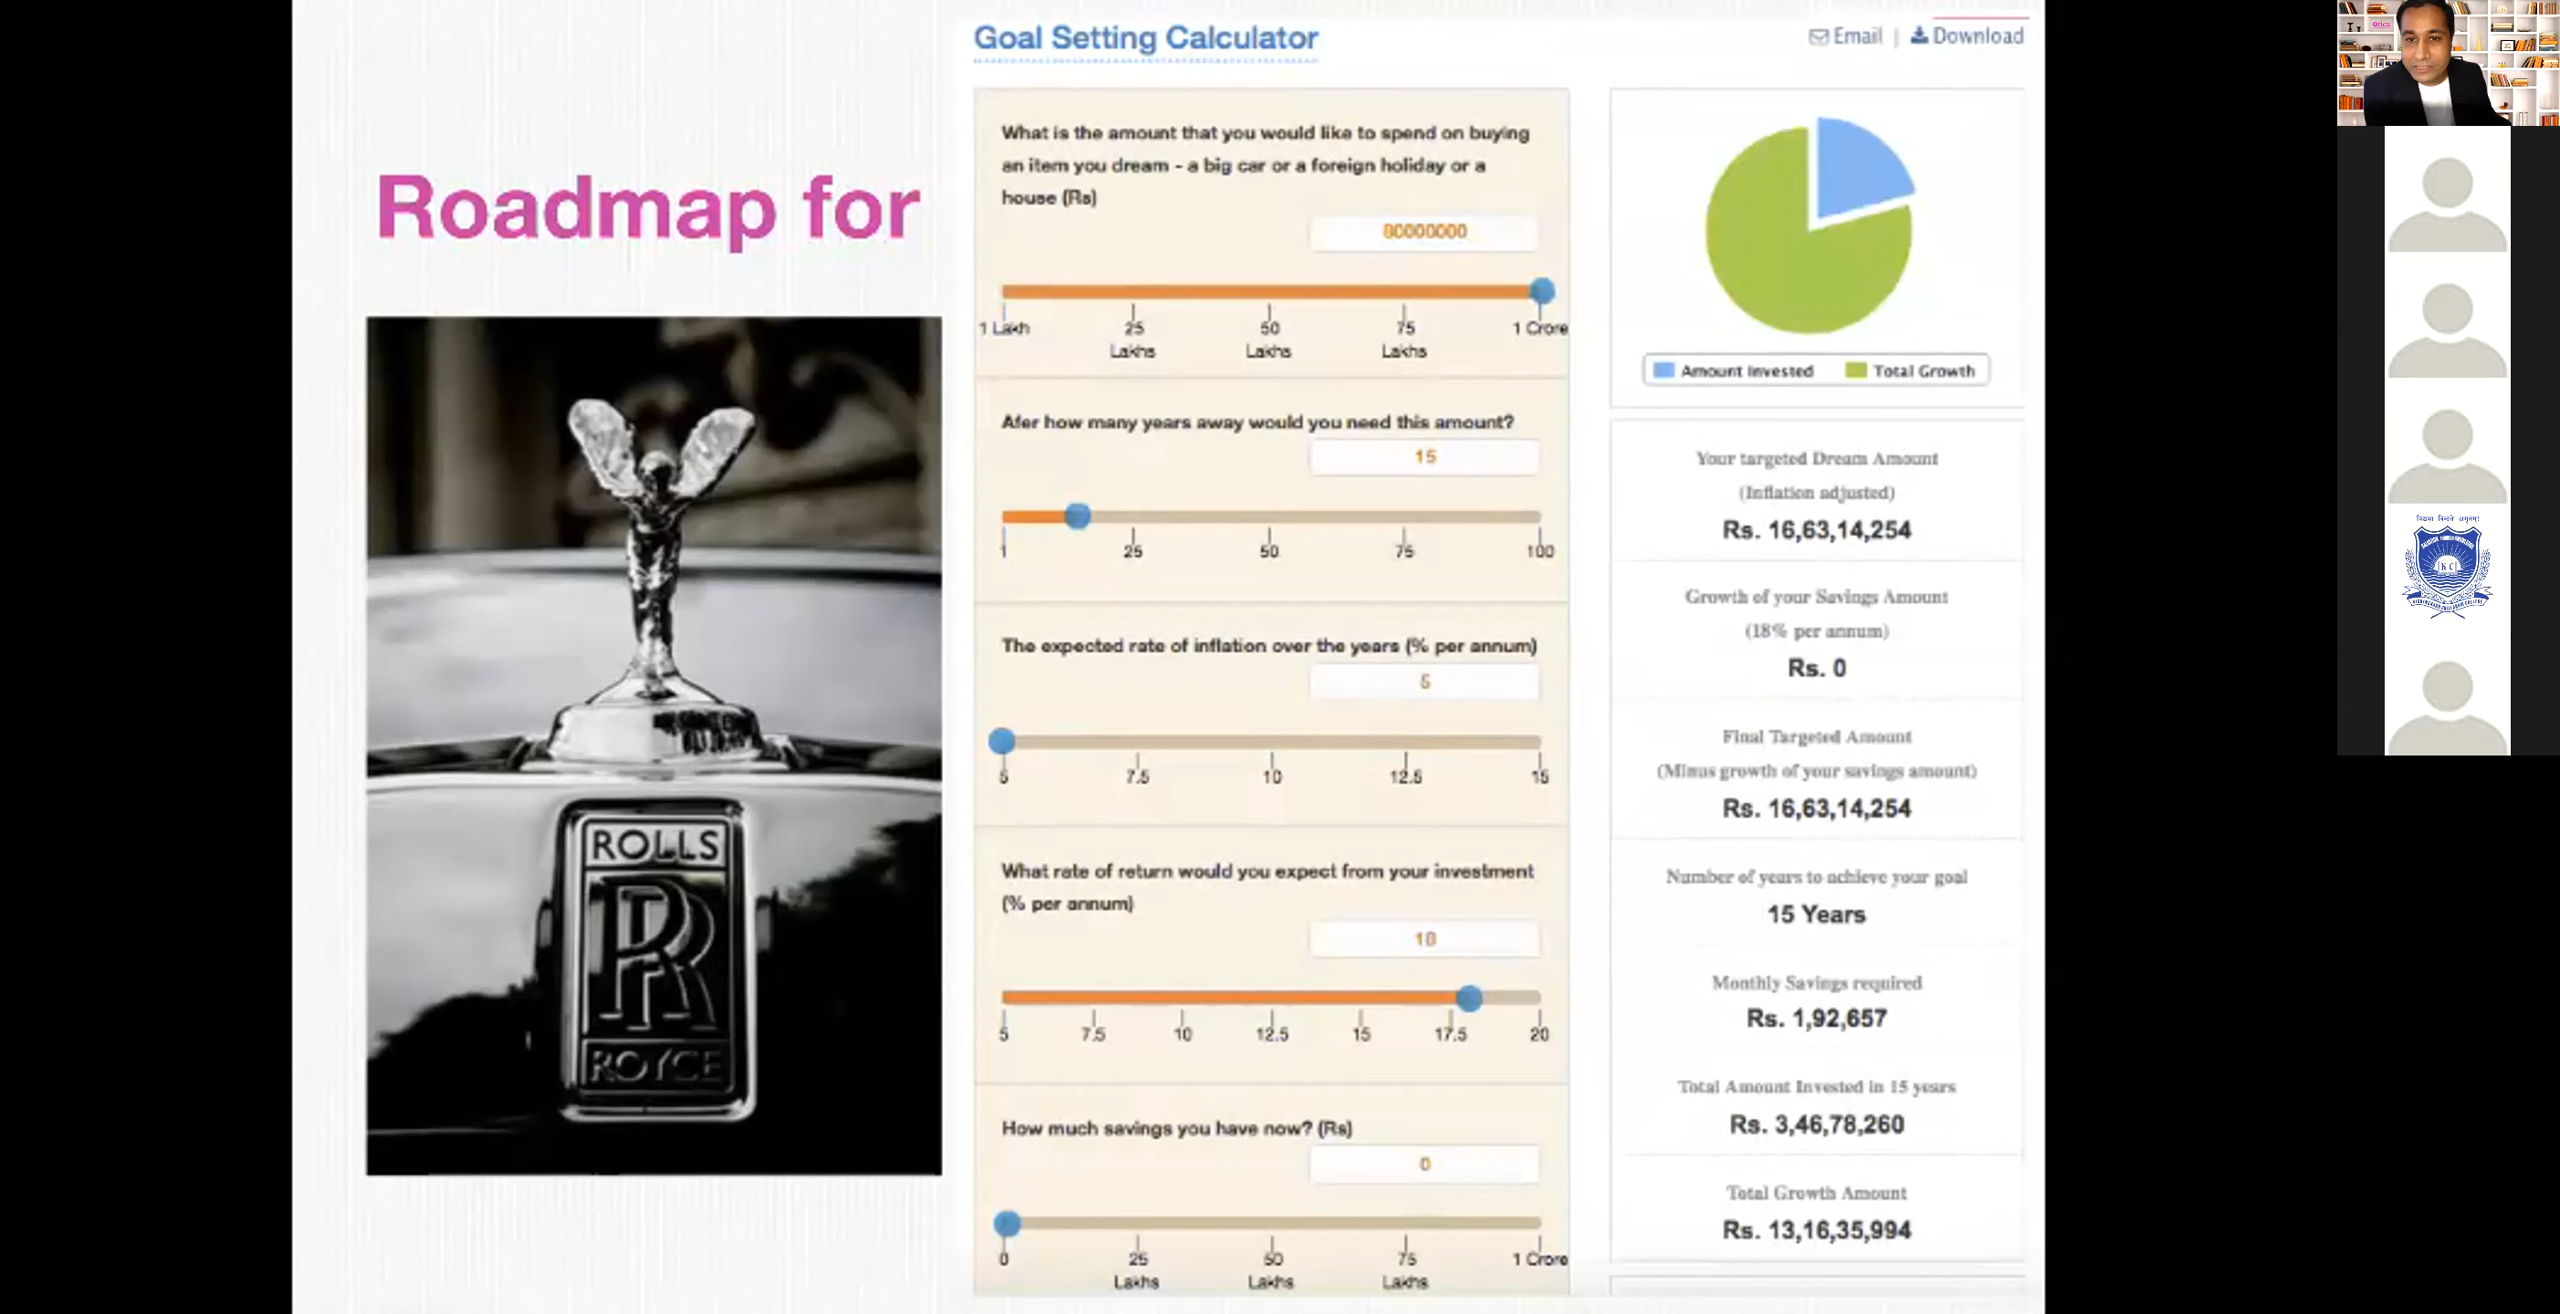 Roadmap for
ROLLS
RR
ROYCE
Goal Setting Calculator
Email | Download
What is the amount that you would like to spend on buying
an item you dream - a big car or a foreign holiday or a
house (Rs)
80000000
1 Lakh 25 Lakhs 50 Lakhs 75 Lakhs 1 Crore
Afer how many years away would you need this amount?
15
1 25 50 75 100
The expected rate of inflation over the years (% per annum)
5
5 7.5 10 12.5 15
What rate of return would you expect from your investment
(% per annum)
18
5 7.5 10 12.5 15 17.5 20
How much savings you have now? (Rs)
0
0 25 Lakhs 50 Lakhs 75 Lakhs 1 Crore
Amount Invested Total Growth
Your targeted Dream Amount
(Inflation adjusted)
Rs. 16,63,14,254
Growth of your Savings Amount
(18% per annum)
Rs. 0
Final Targeted Amount
(Minus growth of your savings amount)
Rs. 16,63,14,254
Number of years to achieve your goal
15 Years
Monthly Savings required
Rs. 1,92,657
Total Amount Invested in 15 years
Rs. 3,46,78,260
Total Growth Amount
Rs. 13,16,35,994
K C